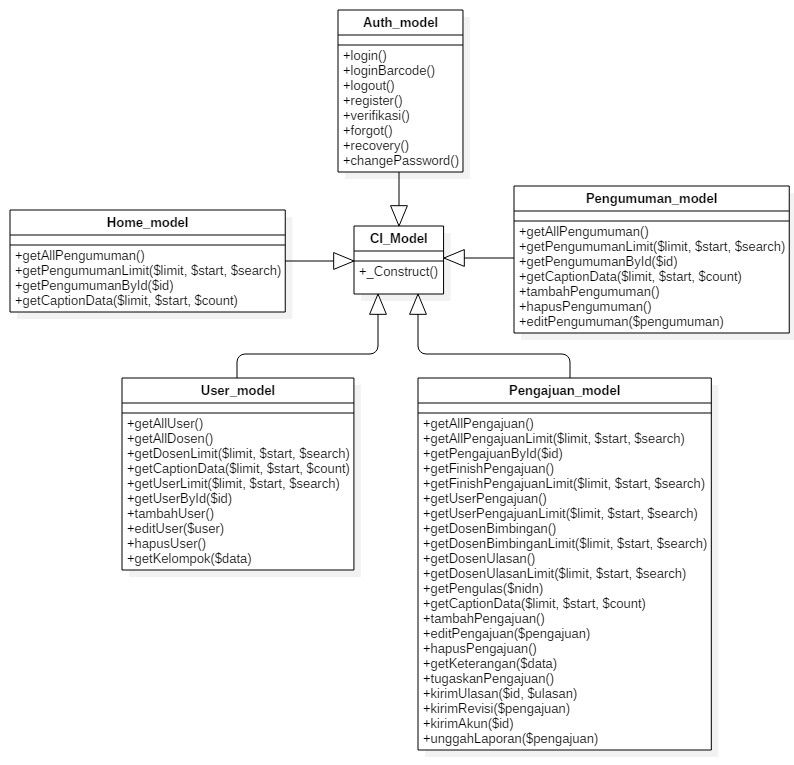 Auth_model
+login()
+loginBarcode()
+logout()
+register()
+verifikasi()
+forgot()
+recovery()
+changePassword()
Home_model
+getAllPengumuman()
+getPengumumanLimit($limit, $start, $search)
+getPengumumanById($id)
+getCaptionData($limit, $start, $count)
CI_Model
+_Construct()
Pengumuman_model
+getAllPengumuman()
+getPengumumanLimit($limit, $start, $search)
+getPengumumanById($id)
+getCaptionData($limit, $start, $count)
+tambahPengumuman()
+hapusPengumuman()
+editPengumuman($pengumuman)
User_model
+getAllUser()
+getAllDosen()
+getDosenLimit($limit, $start, $search)
+getCaptionData($limit, $start, $count)
+getUserLimit($limit, $start, $search)
+getUserById($id)
+tambahUser()
+editUser($user)
+hapusUser()
+getKelompok($data)
Pengajuan_model
+getAllPengajuan()
+getAllPengajuanLimit($limit, $start, $search)
+getPengajuanById($id)
+getFinishPengajuan()
+getFinishPengajuanLimit($limit, $start, $search)
+getUserPengajuan()
+getUserPengajuanLimit($limit, $start, $search)
+getDosenBimbingan()
+getDosenBimbinganLimit($limit, $start, $search)
+getDosenUlasan()
+getDosenUlasanLimit($limit, $start, $search)
+getPengulas($nidn)
+getCaptionData($limit, $start, $count)
+tambahPengajuan()
+editPengajuan($pengajuan)
+hapusPengajuan()
+getKeterangan($data)
+tugaskanPengajuan()
+kirimUlasan($id, $ulasan)
+kirimRevisi($pengajuan)
+kirimAkun($id)
+unggahLaporan($pengajuan)